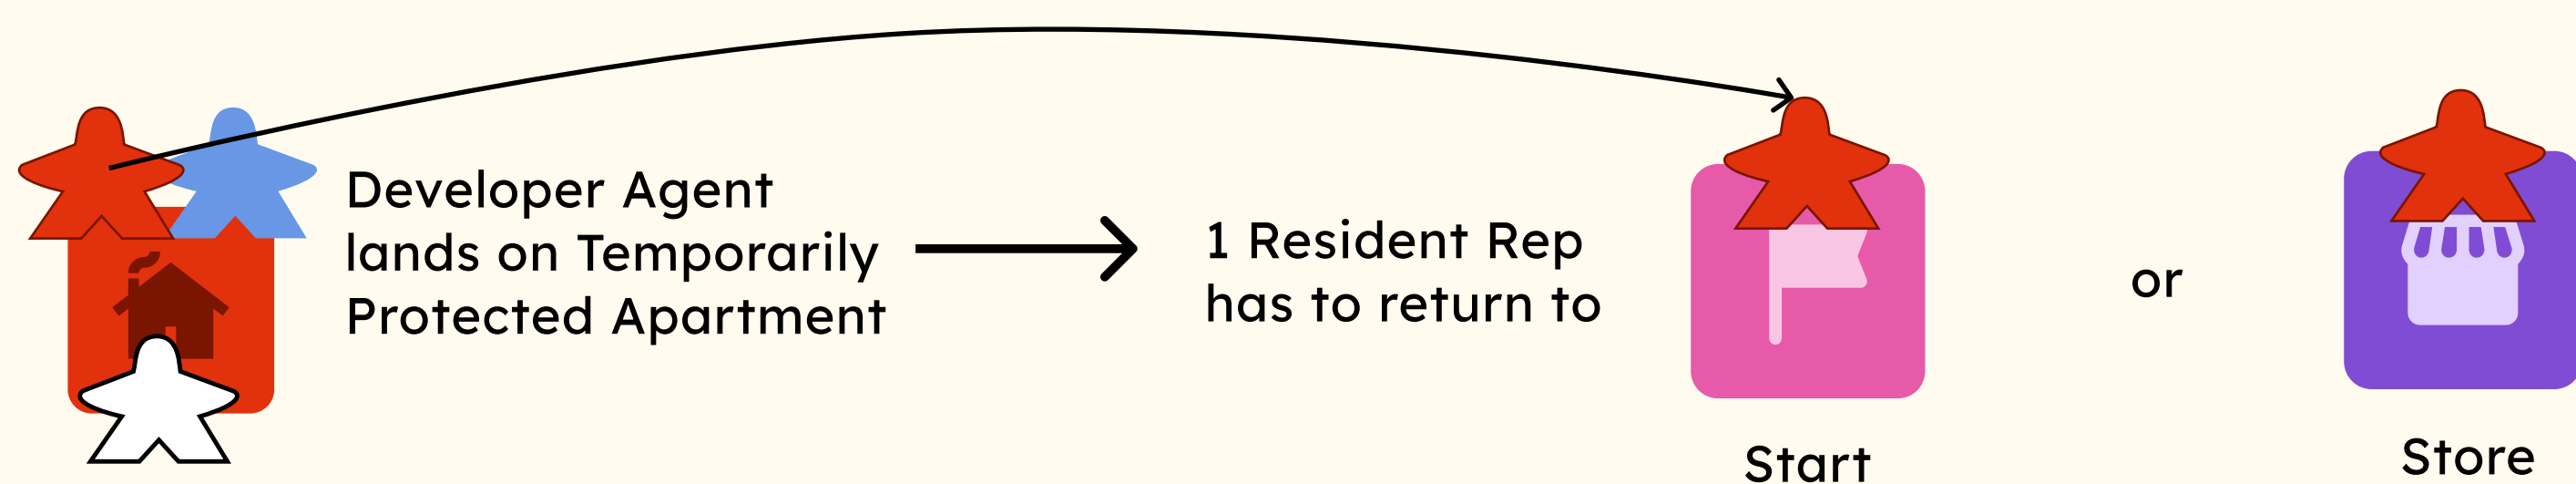 Developer Agent
lands on Temporarily
Protected Apartment
1 Resident Rep
has to return to
Start
or
Store